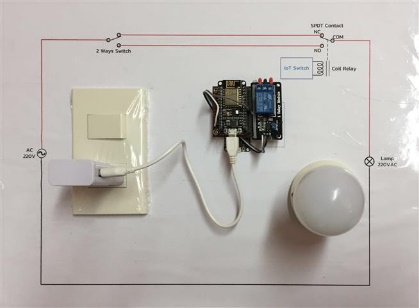 SPDT Contact
NC
COM
2 Ways Switch
NO
IoT Switch
Coil Relay
AC
220V
Lamp
220V AC